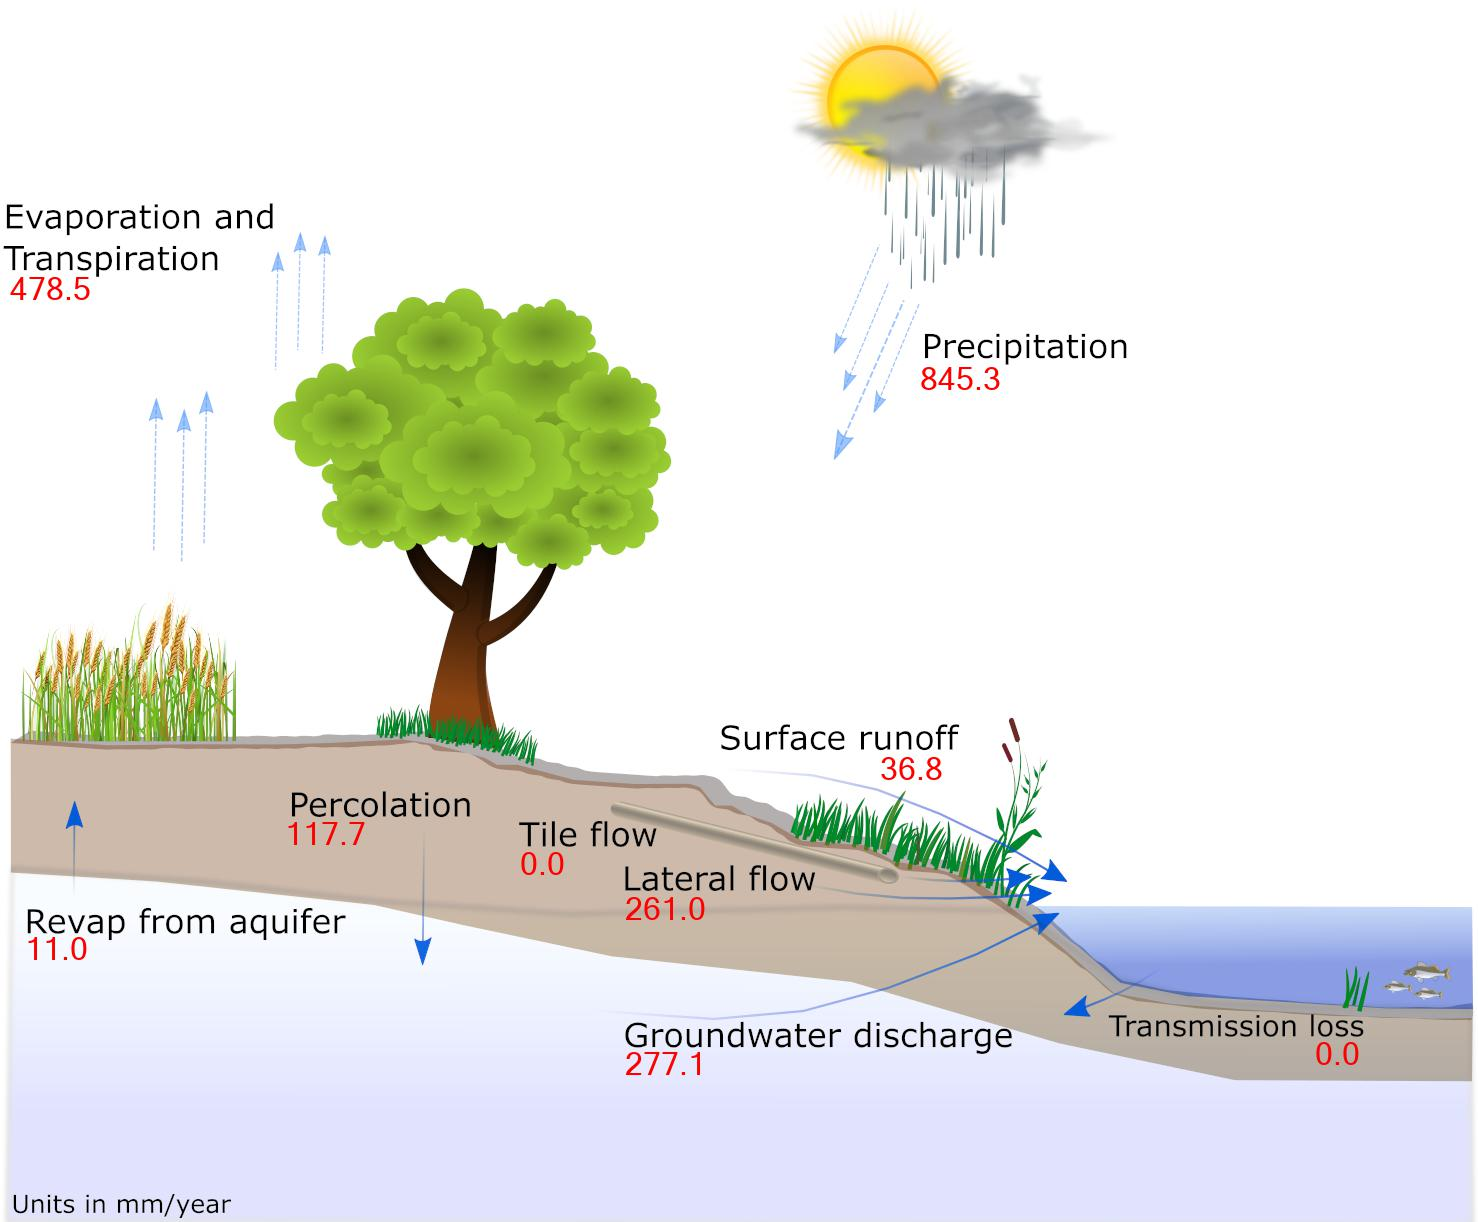 Evaporation and
Transpiration
478.5
Precipitation
845.3
Surface runoff
36.8
Percolation
117.7
Tile flow
0.0
Lateral flow
261.0
Revap from aquifer
11.0
Groundwater discharge
277.1
Transmission loss
0.0
Units in mm/year